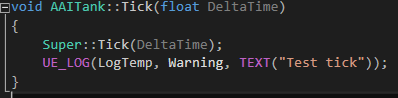 void AAITank::Tick(float DeltaTime)
{
    Super::Tick(DeltaTime);
    UE_LOG(LogTemp, Warning, TEXT("Test tick"));
}